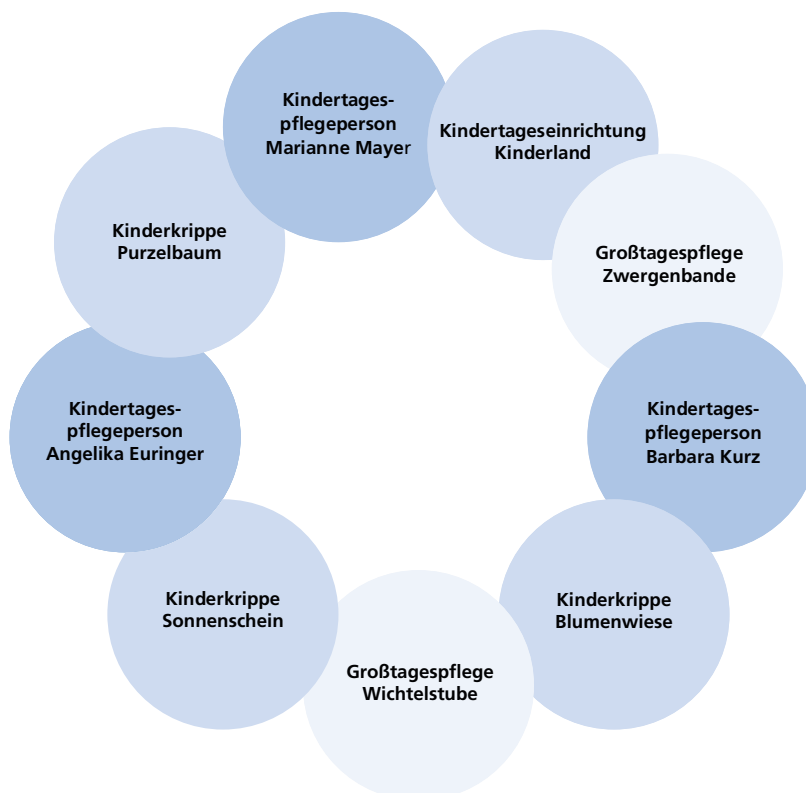 Kindertages-
pflegeperson
Marianne Mayer
Kindertageseinrichtung
Kinderland
Großtagespflege
Zwergenbande
Kindertages-
pflegeperson
Barbara Kurz
Kinderkrippe
Blumenwiese
Großtagespflege
Wichtelstube
Kinderkrippe
Sonnenschein
Kindertages-
pflegeperson
Angelika Euringer
Kinderkrippe
Purzelbaum